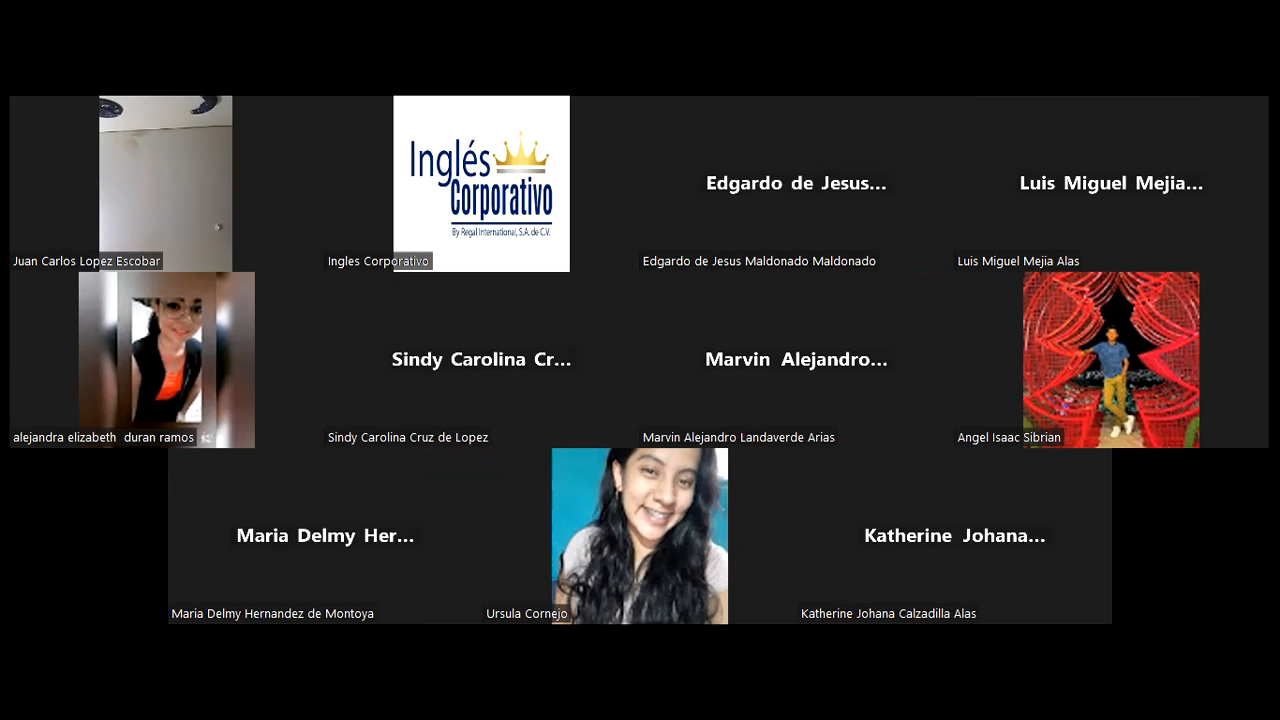 Inglés
Corporativo
By Regal International, S.A. de C.V.
Edgardo de Jesus...
Luis Miguel Mejia...
Juan Carlos Lopez Escobar
Ingles Corporativo
Edgardo de Jesus Maldonado Maldonado
Luis Miguel Mejia Alas
Sindy Carolina Cr...
Marvin Alejandro...
alejandra elizabeth duran ramos
Sindy Carolina Cruz de Lopez
Marvin Alejandro Landaverde Arias
Angel Isaac Sibrian
Maria Delmy Her...
Katherine Johana...
Maria Delmy Hernandez de Montoya
Ursula Cornejo
Katherine Johana Calzadilla Alas